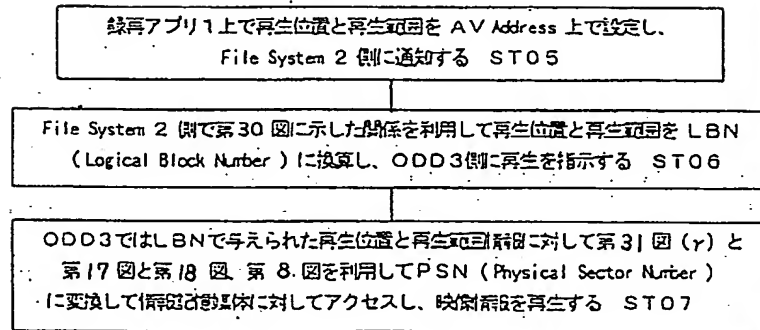 録再アプリ1上で再生位置と再生範囲をAV Address 上で設定し、
File System 2 側に通知する ST05
File System 2 側で第30図に示した関係を利用して再生位置と再生範囲をLBN
(Logical Block Number)に換算し、ODD3側に再生を指示する ST06
ODD3ではLBNで与えられた再生位置と再生範囲情報に対して第31図(γ)と
第17図と第18図、第8図を利用してPSN(Physical Sector Number)
に変換して情報記憶媒体に対してアクセスし、映像情報を再生する ST07